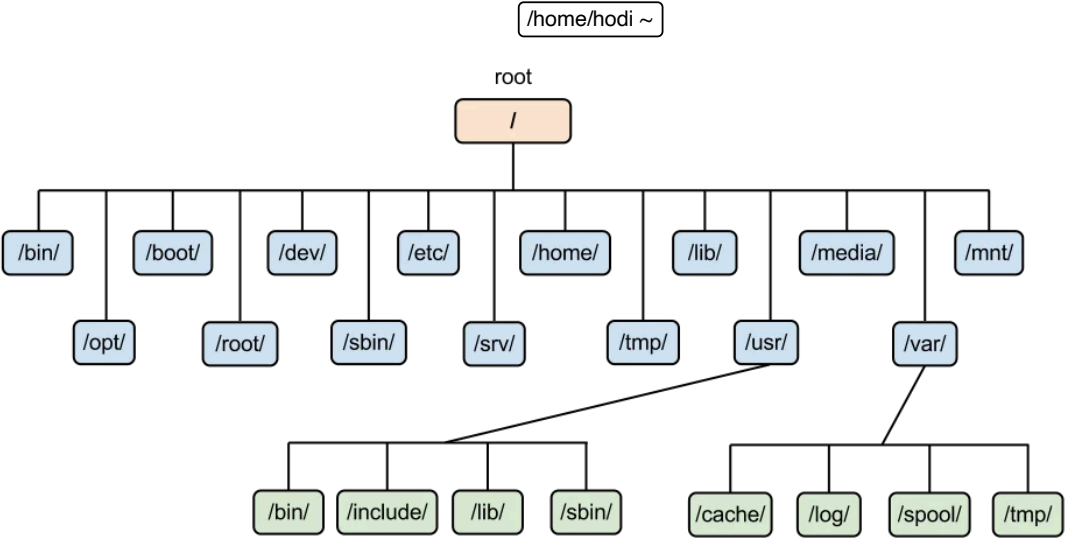 /home/hodi ~
root
/
/bin/ /boot/ /dev/ /etc/ /home/ /lib/ /media/ /mnt/
/opt/ /root/ /sbin/ /srv/ /tmp/ /usr/ /var/
/bin/ /include/ /lib/ /sbin/ /cache/ /log/ /spool/ /tmp/